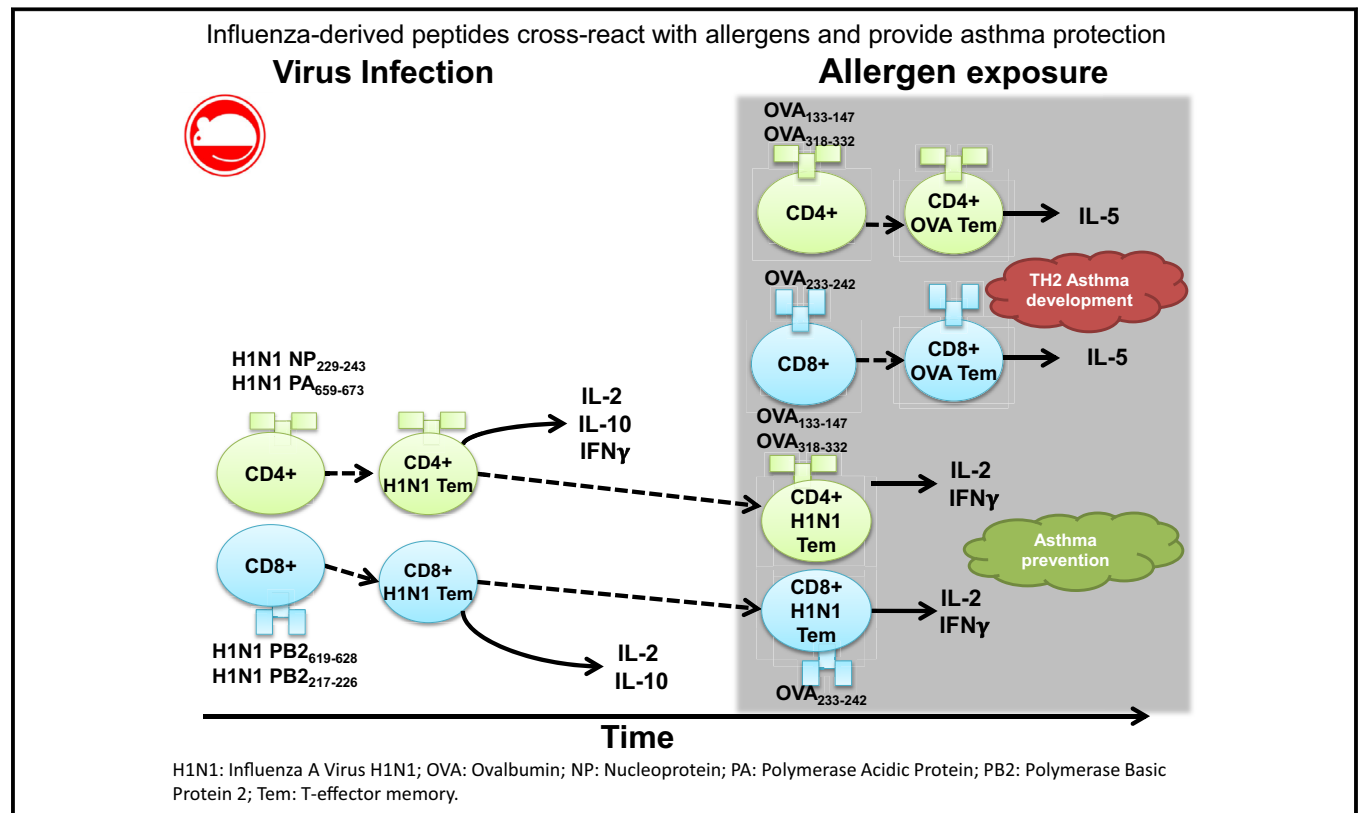 Influenza-derived peptides cross-react with allergens and provide asthma protection
Virus Infection
Allergen exposure
H1N1 NP229-243
H1N1 PA659-673
CD4+
CD4+
H1N1 Tem
IL-2
IL-10
IFNγ
CD8+
CD8+
H1N1 Tem
H1N1 PB2619-628
H1N1 PB2217-226
IL-2
IL-10
OVA133-147
OVA318-332
CD4+
CD4+
OVA Tem
IL-5
OVA233-242
CD8+
CD8+
OVA Tem
IL-5
TH2 Asthma
development
OVA133-147
OVA318-332
CD4+
H1N1
Tem
IL-2
IFNγ
Asthma
prevention
CD8+
H1N1
Tem
IL-2
IFNγ
OVA233-242
Time
H1N1: Influenza A Virus H1N1; OVA: Ovalbumin; NP: Nucleoprotein; PA: Polymerase Acidic Protein; PB2: Polymerase Basic
Protein 2; Tem: T-effector memory.